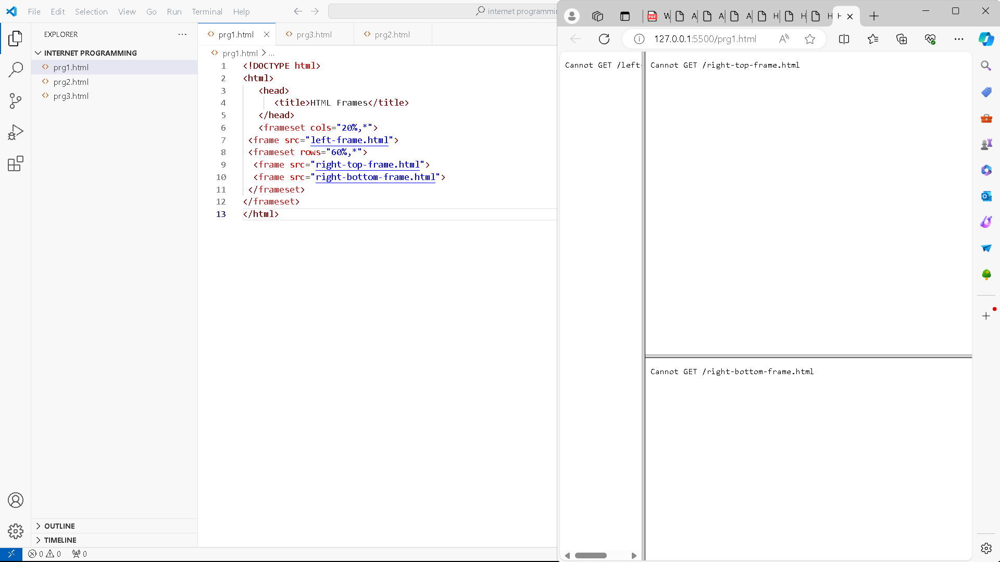 File Edit Selection View Go Run Terminal Help
internet programmin
EXPLORER
INTERNET PROGRAMMING
prg1.html
prg2.html
prg3.html
OUTLINE
TIMELINE
0 0 0
prg1.html prg3.html prg2.html
prg1.html > ...
1 <!DOCTYPE html>
2 <html>
3 <head>
4 <title>HTML Frames</title>
5 </head>
6 <frameset cols="20%,*">
7 <frame src="left-frame.html">
8 <frameset rows="60%,*">
9 <frame src="right-top-frame.html">
10 <frame src="right-bottom-frame.html">
11 </frameset>
12 </frameset>
13 </html>
PDF W A A A H H H H
127.0.0.1:5500/prg1.html
Cannot GET /left-
Cannot GET /right-top-frame.html
Cannot GET /right-bottom-frame.html